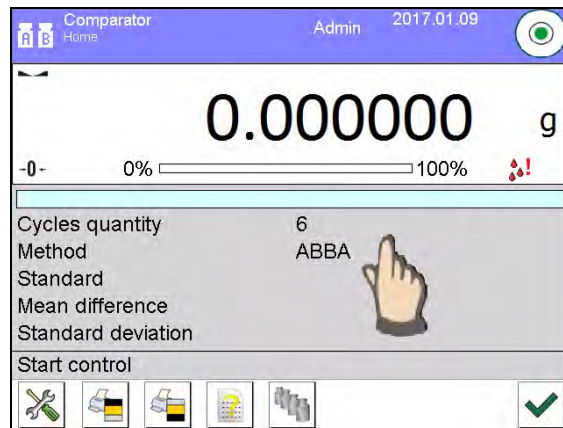 Comparator
Home
Admin
2017.01.09
A B
0.000000 g
-0-
0% 100%
!
Cycles quantity 6
Method ABBA
Standard
Mean difference
Standard deviation
Start control
?